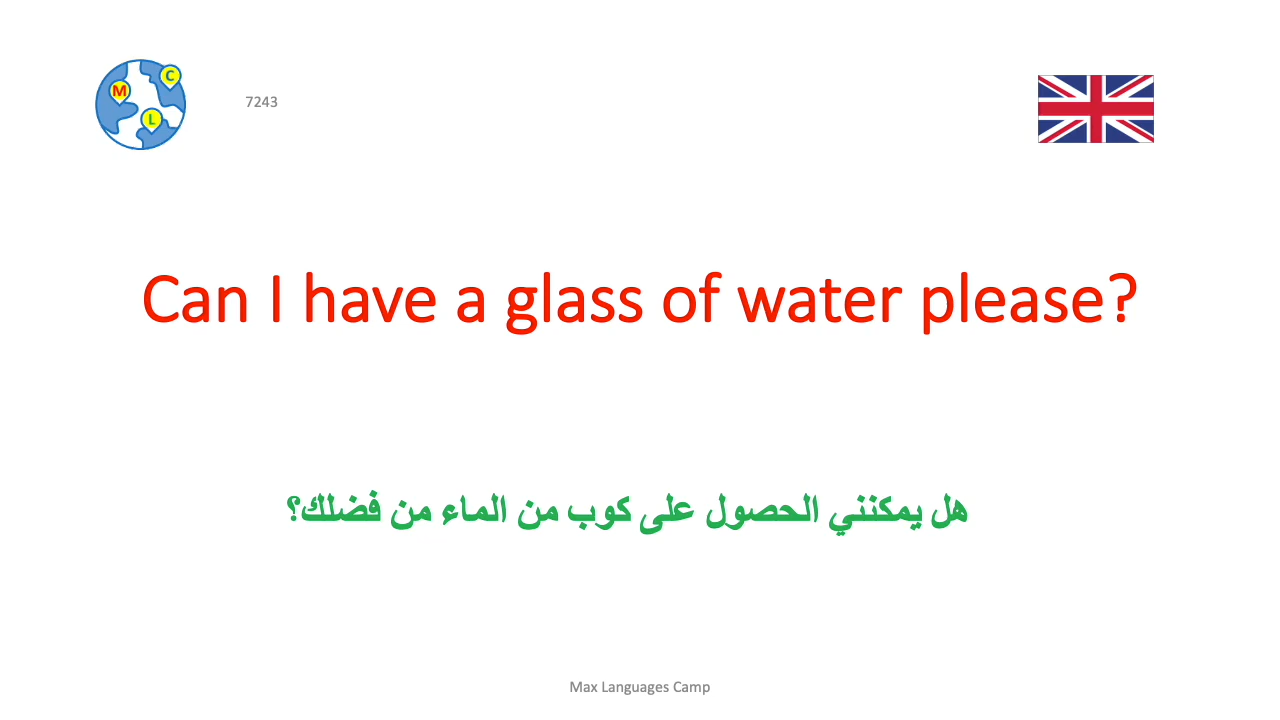 C
M
L
7243
Can I have a glass of water please?
هل يمكنني الحصول على كوب من الماء من فضلك؟
Max Languages Camp